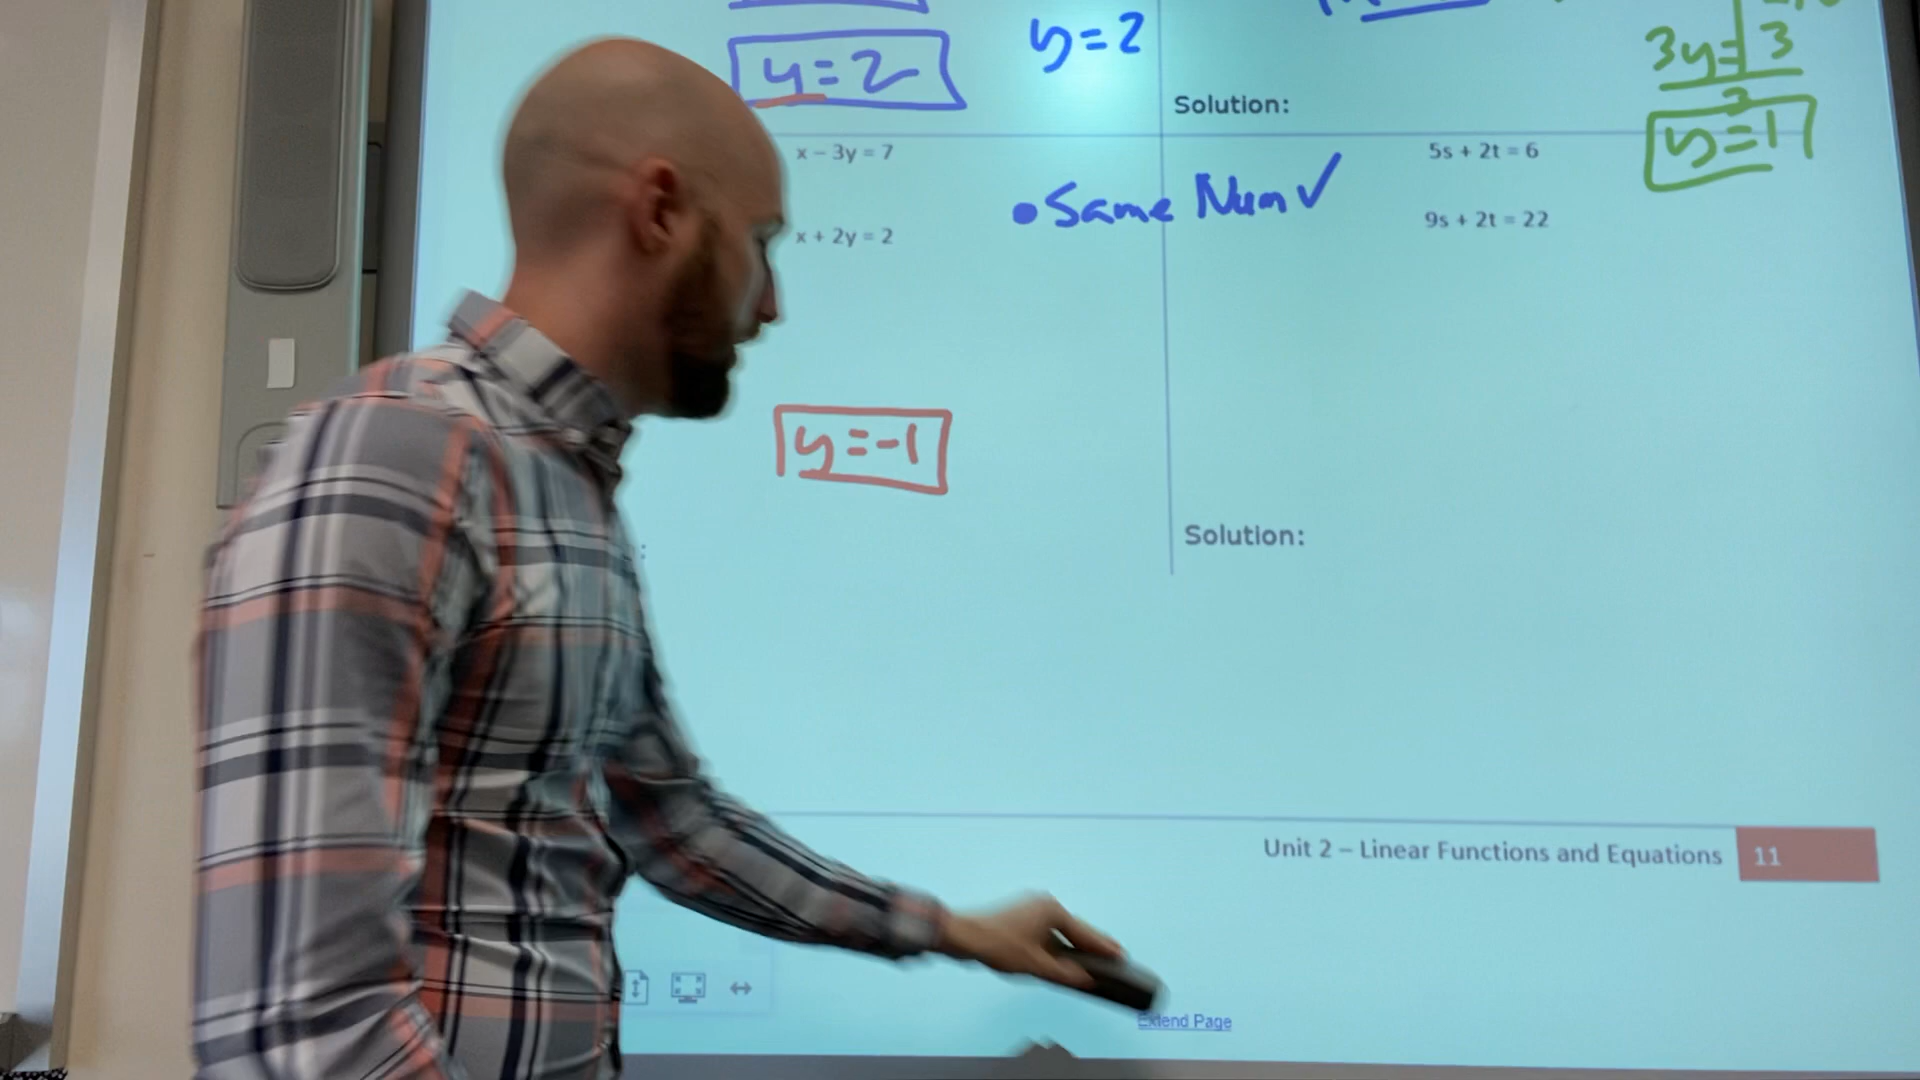 y=2
y=2
3y=3
3
y=1
Solution:
x – 3y = 7
x + 2y = 2
• Same Num ✓
5s + 2t = 6
9s + 2t = 22
y=-1
Solution:
Unit 2 – Linear Functions and Equations 11
Extend Page